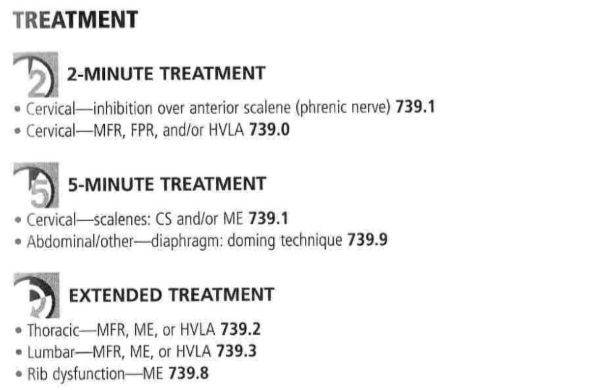 TREATMENT
2 2-MINUTE TREATMENT
• Cervical—inhibition over anterior scalene (phrenic nerve) 739.1
• Cervical—MFR, FPR, and/or HVLA 739.0
5 5-MINUTE TREATMENT
• Cervical—scalenes: CS and/or ME 739.1
• Abdominal/other—diaphragm: doming technique 739.9
EXTENDED TREATMENT
• Thoracic—MFR, ME, or HVLA 739.2
• Lumbar—MFR, ME, or HVLA 739.3
• Rib dysfunction—ME 739.8